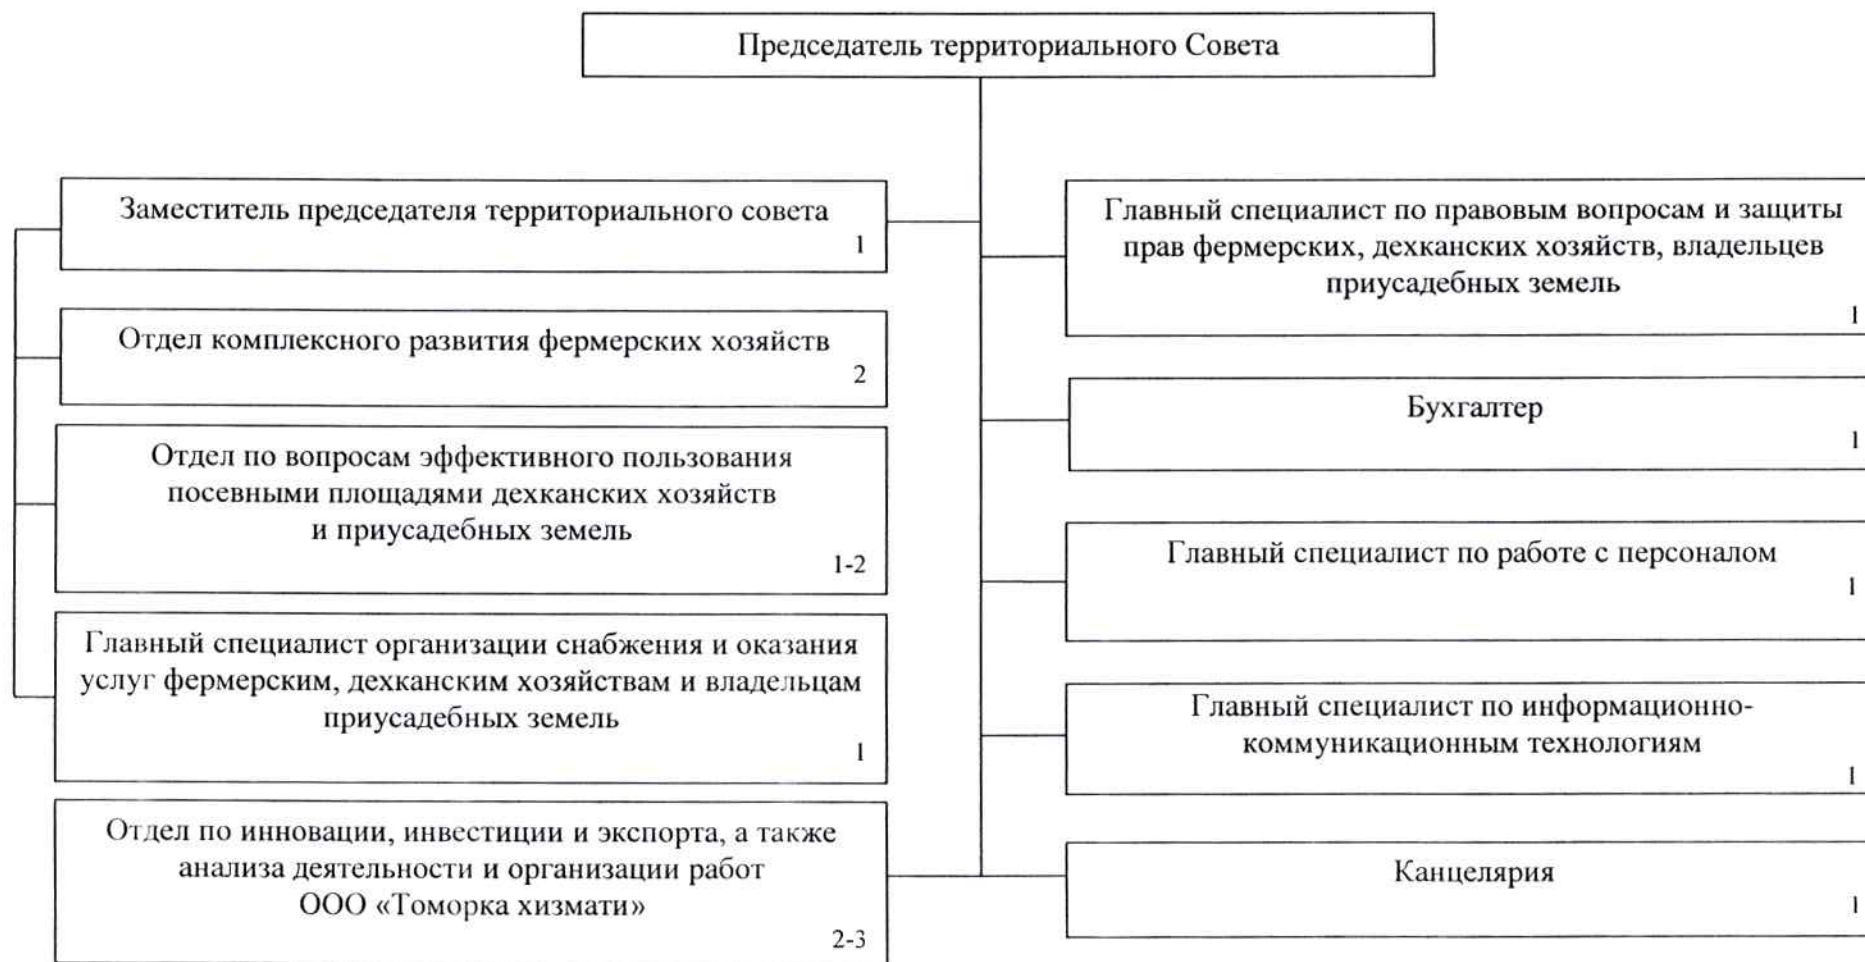 Председатель территориального Совета
Заместитель председателя территориального совета
1
Отдел комплексного развития фермерских хозяйств
2
Отдел по вопросам эффективного пользования
посевными площадями дехканских хозяйств
и приусадебных земель
1-2
Главный специалист организации снабжения и оказания
услуг фермерским, дехканским хозяйствам и владельцам
приусадебных земель
1
Отдел по инновации, инвестиции и экспорта, а также
анализа деятельности и организации работ
ООО «Томорка хизмати»
2-3
Главный специалист по правовым вопросам и защиты
прав фермерских, дехканских хозяйств, владельцев
приусадебных земель
1
Бухгалтер
1
Главный специалист по работе с персоналом
1
Главный специалист по информационно-
коммуникационным технологиям
1
Канцелярия
1